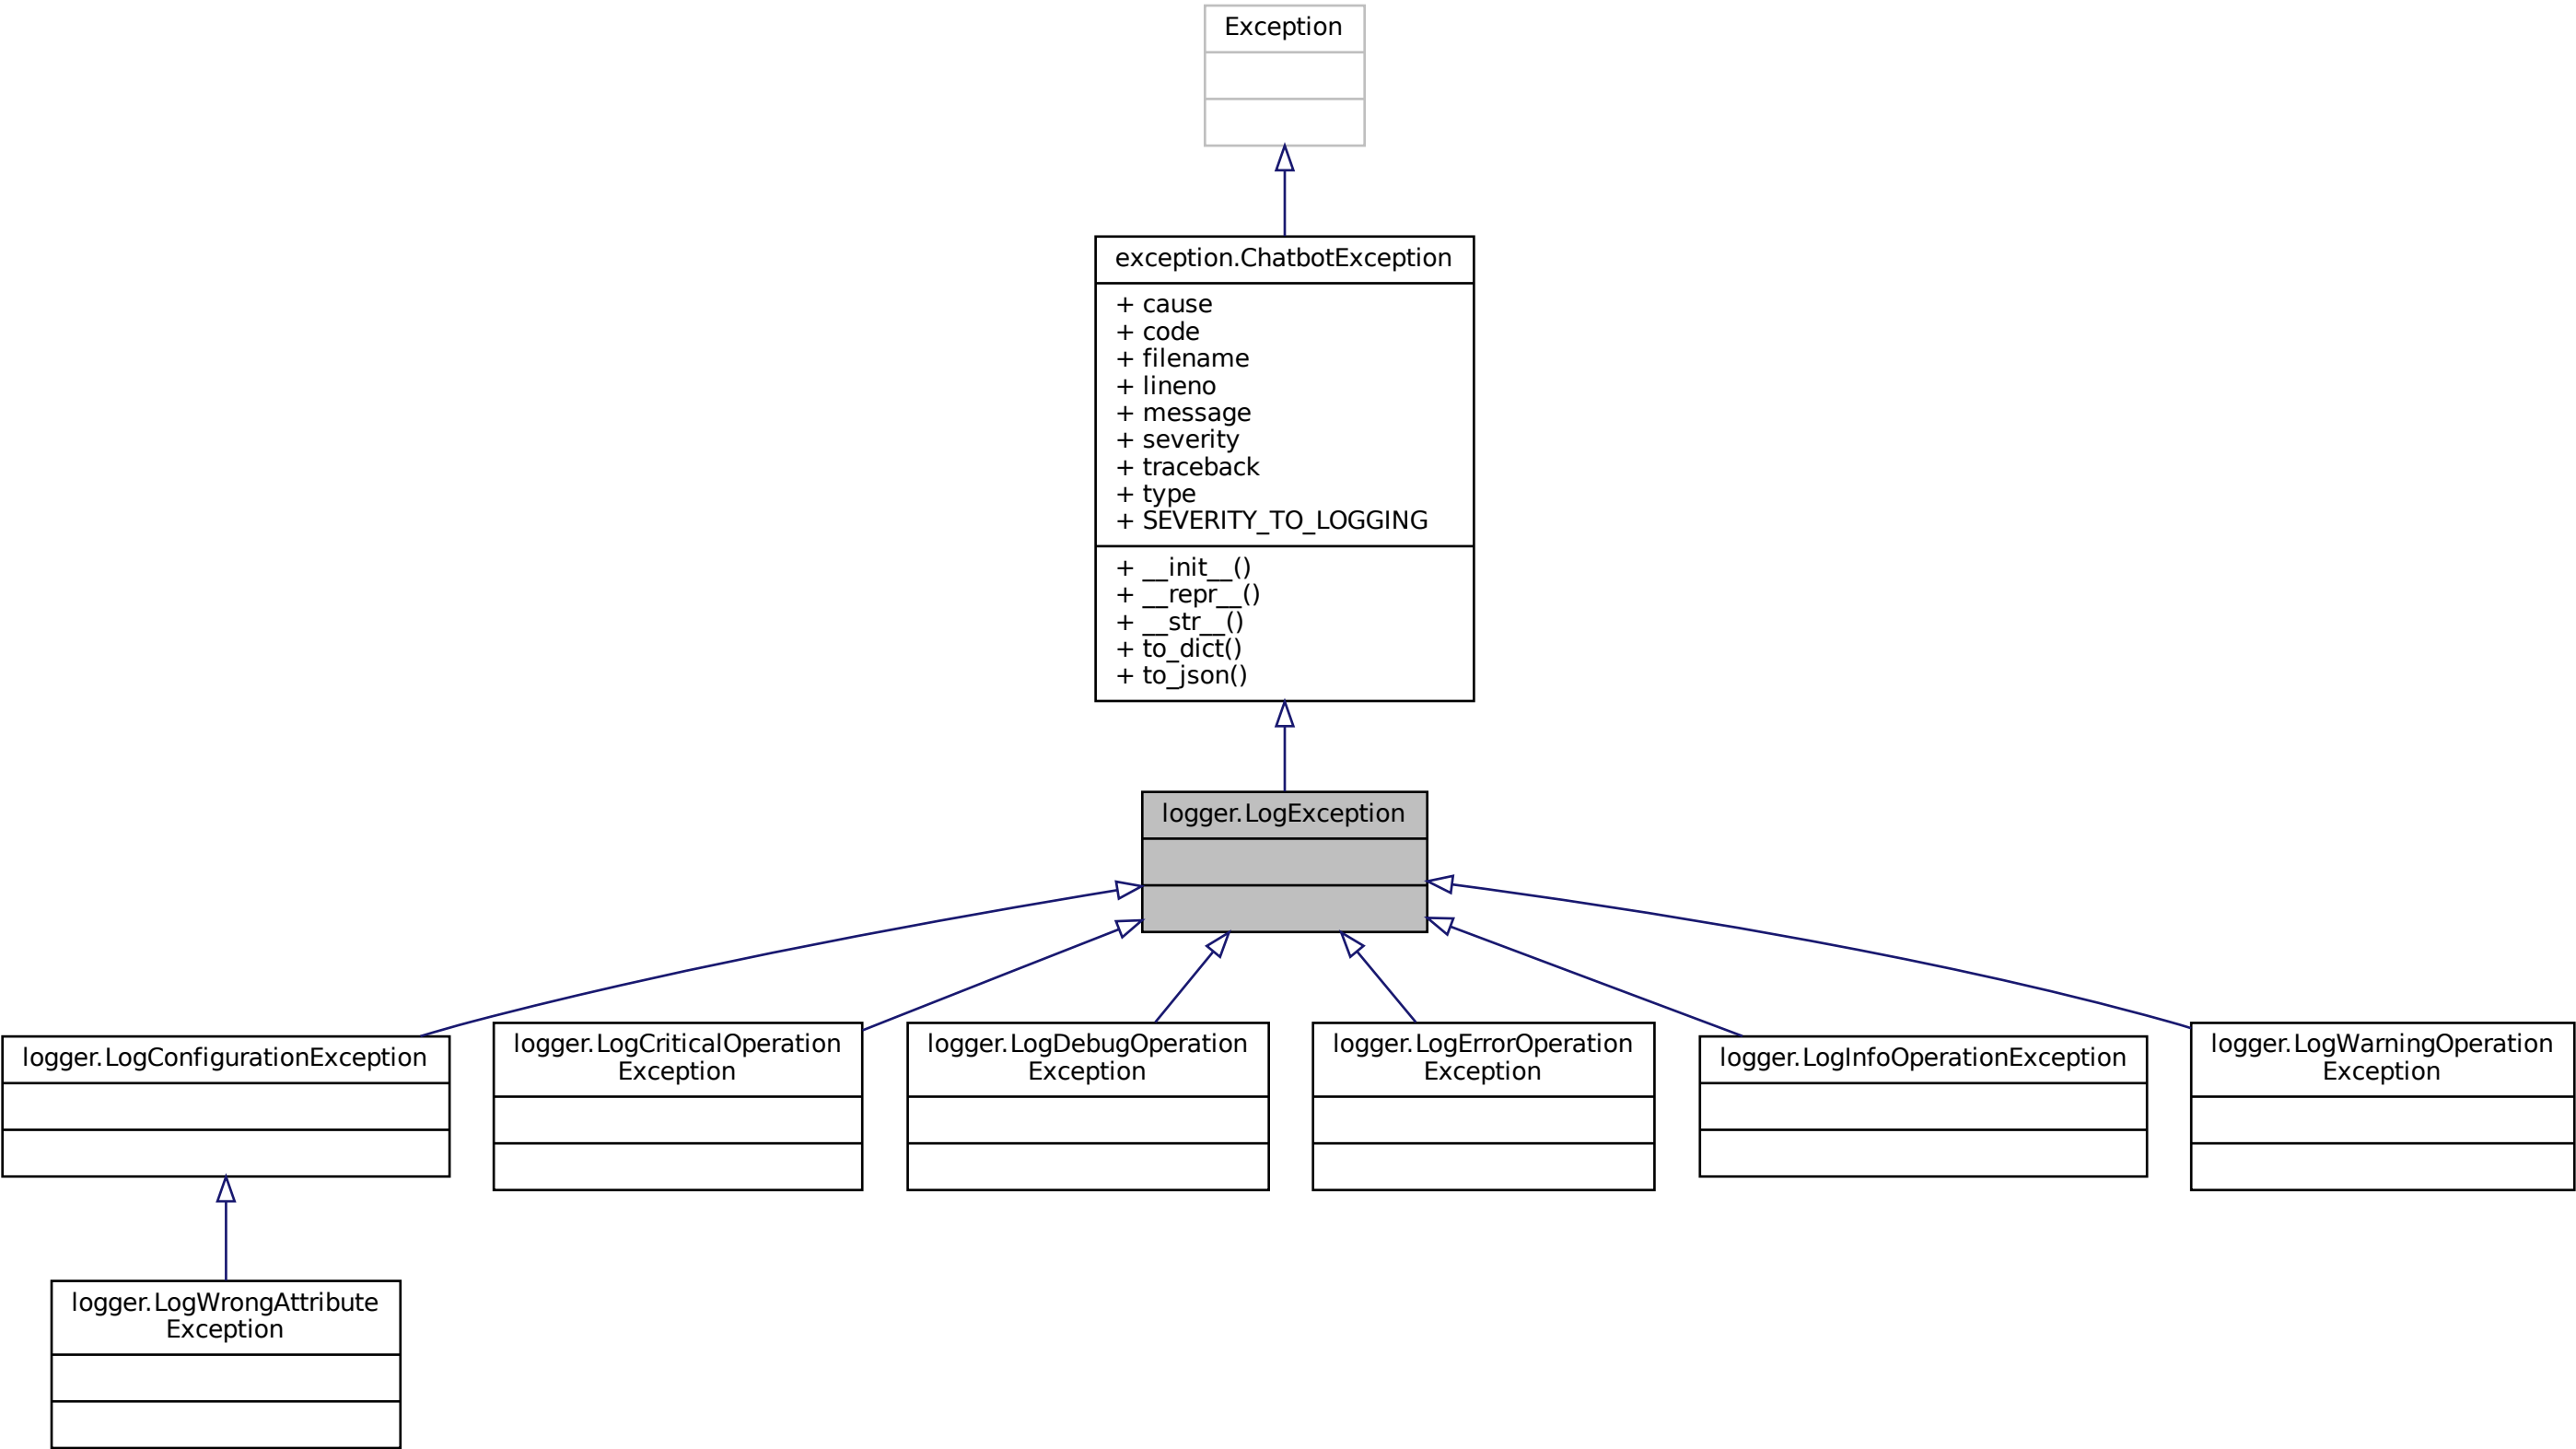 Exception
exception.ChatbotException
+ cause
+ code
+ filename
+ lineno
+ message
+ severity
+ traceback
+ type
+ SEVERITY_TO_LOGGING
+ __init__()
+ __repr__()
+ __str__()
+ to_dict()
+ to_json()
logger.LogException
logger.LogConfigurationException
logger.LogCriticalOperation
Exception
logger.LogDebugOperation
Exception
logger.LogErrorOperation
Exception
logger.LogInfoOperationException
logger.LogWarningOperation
Exception
logger.LogWrongAttribute
Exception